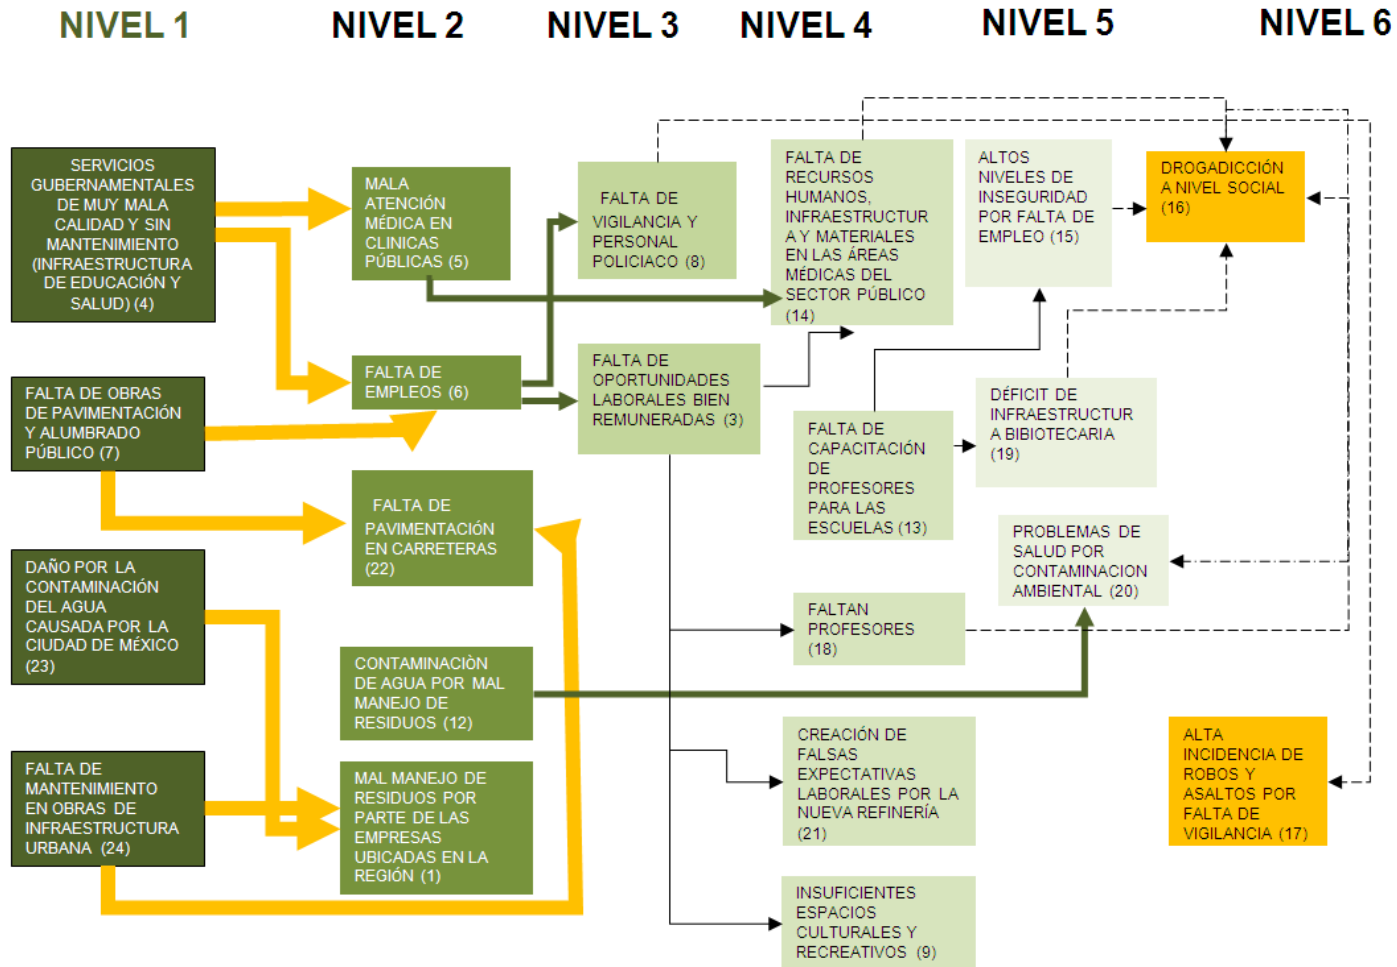 NIVEL 1
NIVEL 2
NIVEL 3
NIVEL 4
NIVEL 5
NIVEL 6
SERVICIOS
GUBERNAMENTALES
DE MUY MALA
CALIDAD Y SIN
MANTENIMIENTO
(INFRAESTRUCTURA
DE EDUCACIÓN Y
SALUD) (4)
FALTA DE OBRAS
DE PAVIMENTACIÓN
Y ALUMBRADO
PÚBLICO (7)
DAÑO POR LA
CONTAMINACIÓN
DEL AGUA
CAUSADA POR LA
CIUDAD DE MÉXICO
(23)
FALTA DE
MANTENIMIENTO
EN OBRAS DE
INFRAESTRUCTURA
URBANA (24)
MALA
ATENCIÓN
MÉDICA EN
CLINICAS
PÚBLICAS (5)
FALTA DE
EMPLEOS (6)
FALTA DE
PAVIMENTACIÓN
EN CARRETERAS
(22)
CONTAMINACIÒN
DE AGUA POR MAL
MANEJO DE
RESIDUOS (12)
MAL MANEJO DE
RESIDUOS POR
PARTE DE LAS
EMPRESAS
UBICADAS EN LA
REGIÓN (1)
FALTA DE
VIGILANCIA Y
PERSONAL
POLICIACO (8)
FALTA DE
OPORTUNIDADES
LABORALES BIEN
REMUNERADAS (3)
FALTA DE
RECURSOS
HUMANOS,
INFRAESTRUCTUR
A Y MATERIALES
EN LAS ÁREAS
MÉDICAS DEL
SECTOR PÚBLICO
(14)
FALTA DE
CAPACITACIÓN
DE
PROFESORES
PARA LAS
ESCUELAS (13)
FALTAN
PROFESORES
(18)
CREACIÓN DE
FALSAS
EXPECTATIVAS
LABORALES POR LA
NUEVA REFINERÍA
(21)
INSUFICIENTES
ESPACIOS
CULTURALES Y
RECREATIVOS (9)
ALTOS
NIVELES DE
INSEGURIDAD
POR FALTA DE
EMPLEO (15)
DÉFICIT DE
INFRAESTRUCTUR
A BIBIOTECARIA
(19)
PROBLEMAS DE
SALUD POR
CONTAMINACION
AMBIENTAL (20)
DROGADICCIÓN
A NIVEL SOCIAL
(16)
ALTA
INCIDENCIA DE
ROBOS Y
ASALTOS POR
FALTA DE
VIGILANCIA (17)